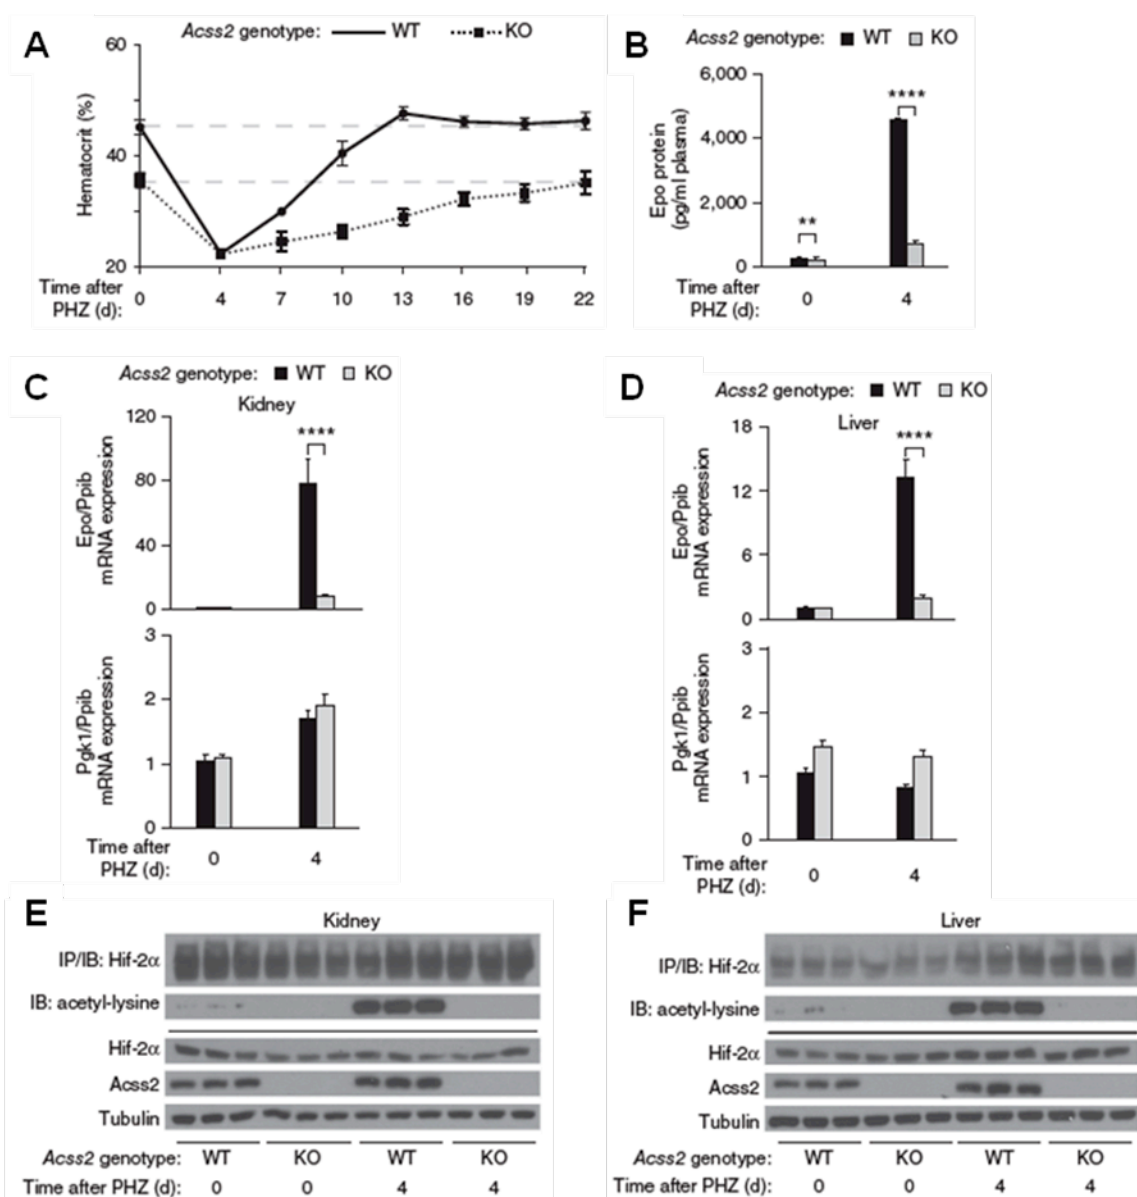 A
Acss2 genotype: WT KO
Hematocrit (%)
60
40
20
Time after PHZ (d):
0 4 7 10 13 16 19 22
B
Acss2 genotype: WT KO
Epo protein
(pg/ml plasma)
6,000
4,000
2,000
0
**
****
Time after PHZ (d):
0 4
C
Acss2 genotype: WT KO
Kidney
Epo/Ppib
mRNA expression
120
80
40
0
****
Pgk1/Ppib
mRNA expression
3
2
1
0
Time after
PHZ (d):
0 4
D
Acss2 genotype: WT KO
Liver
Epo/Ppib
mRNA expression
18
12
6
0
****
Pgk1/Ppib
mRNA expression
3
2
1
0
Time after
PHZ (d):
0 4
E
Kidney
IP/IB: Hif-2α
IB: acetyl-lysine
Hif-2α
Acss2
Tubulin
Acss2 genotype: WT KO WT KO
Time after PHZ (d): 0 0 4 4
F
Liver
IP/IB: Hif-2α
IB: acetyl-lysine
Hif-2α
Acss2
Tubulin
Acss2 genotype: WT KO WT KO
Time after PHZ (d): 0 0 4 4